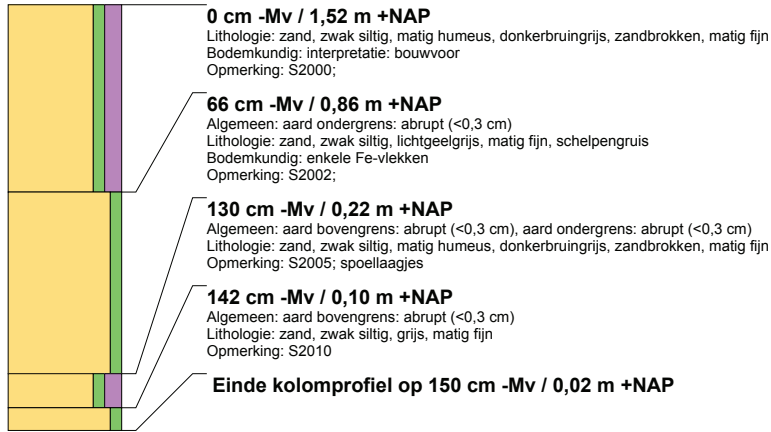 0 cm -Mv / 1,52 m +NAP
Lithologie: zand, zwak siltig, matig humeus, donkerbruingrijs, zandbrokken, matig fijn
Bodemkundig: interpretatie: bouwvoor
Opmerking: S2000;
66 cm -Mv / 0,86 m +NAP
Algemeen: aard ondergrens: abrupt (<0,3 cm)
Lithologie: zand, zwak siltig, lichtgeelgrijs, matig fijn, schelpengruis
Bodemkundig: enkele Fe-vlekken
Opmerking: S2002;
130 cm -Mv / 0,22 m +NAP
Algemeen: aard bovengrens: abrupt (<0,3 cm), aard ondergrens: abrupt (<0,3 cm)
Lithologie: zand, zwak siltig, matig humeus, donkerbruingrijs, zandbrokken, matig fijn
Opmerking: S2005; spoellaagjes
142 cm -Mv / 0,10 m +NAP
Algemeen: aard bovengrens: abrupt (<0,3 cm)
Lithologie: zand, zwak siltig, grijs, matig fijn
Opmerking: S2010
Einde kolomprofiel op 150 cm -Mv / 0,02 m +NAP